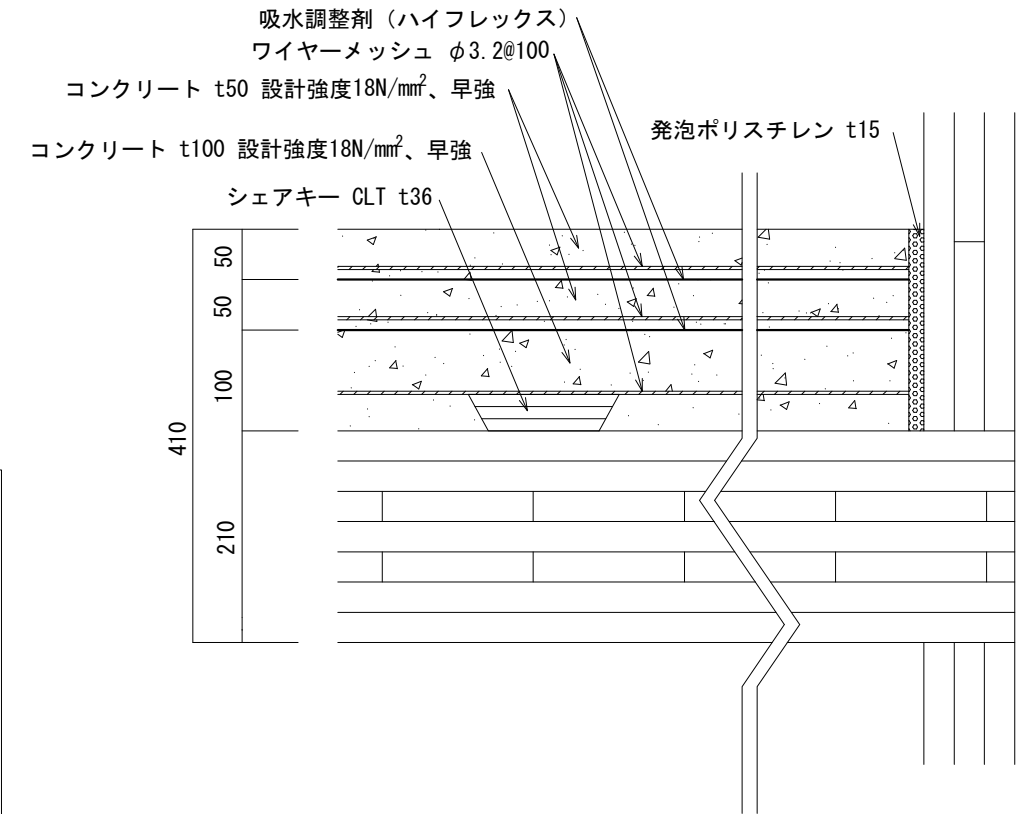 吸水調整剤（ハイフレックス）
ワイヤーメッシュ φ3.2@100
コンクリート t50 設計強度18N/mm²、早強
発泡ポリスチレン t15
コンクリート t100 設計強度18N/mm²、早強
シェアキー CLT t36
50
50
100
410
210